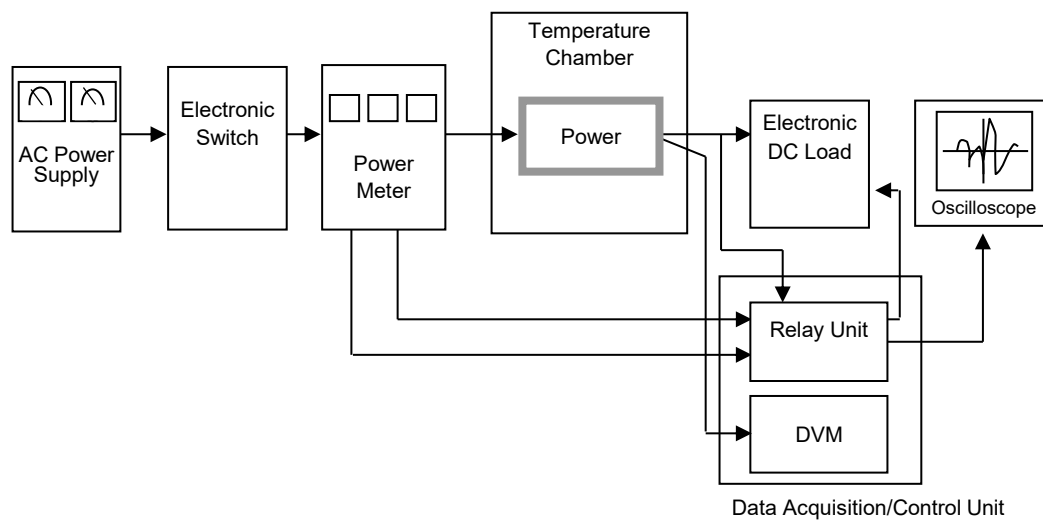 Temperature
Chamber
AC Power
Supply
Electronic
Switch
Power
Meter
Power
Electronic
DC Load
Oscilloscope
Relay Unit
DVM
Data Acquisition/Control Unit